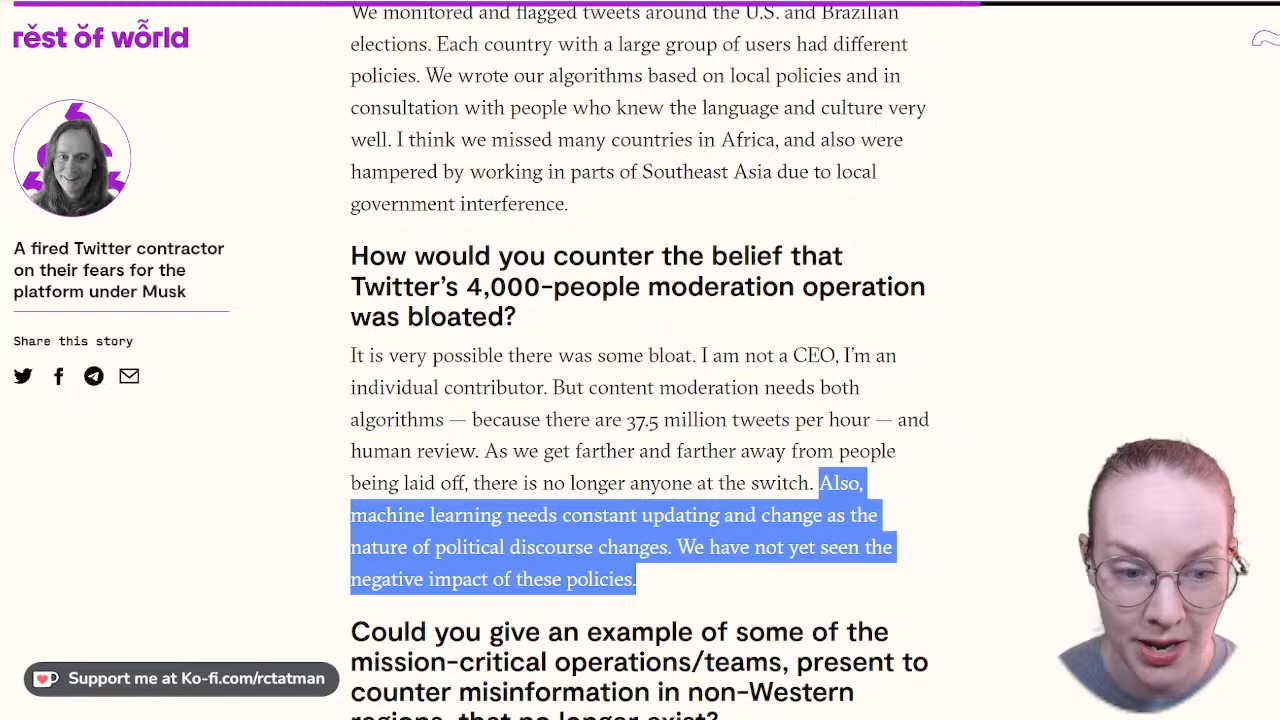 We monitored and flagged tweets around the U.S. and Brazilian
elections. Each country with a large group of users had different
policies. We wrote our algorithms based on local policies and in
consultation with people who knew the language and culture very
well. I think we missed many countries in Africa, and also were
hampered by working in parts of Southeast Asia due to local
government interference.
rĕst ŏf wõ̆rld
A fired Twitter contractor
on their fears for the
platform under Musk
Share this story
How would you counter the belief that
Twitter’s 4,000-people moderation operation
was bloated?
It is very possible there was some bloat. I am not a CEO, I’m an
individual contributor. But content moderation needs both
algorithms — because there are 37.5 million tweets per hour — and
human review. As we get farther and farther away from people
being laid off, there is no longer anyone at the switch. Also,
machine learning needs constant updating and change as the
nature of political discourse changes. We have not yet seen the
negative impact of these policies.
Could you give an example of some of the
mission-critical operations/teams, present to
counter misinformation in non-Western
regions, that no longer exist?
Support me at Ko-fi.com/rctatman